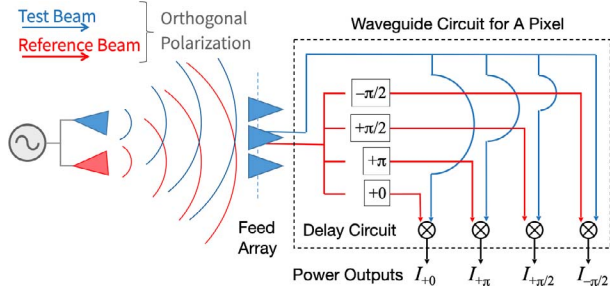 Test Beam
Reference Beam
Orthogonal
Polarization
Waveguide Circuit for A Pixel
−π/2
+π/2
+π
+0
Feed
Array
Delay Circuit
Power Outputs I+0 I+π I+π/2 I−π/2